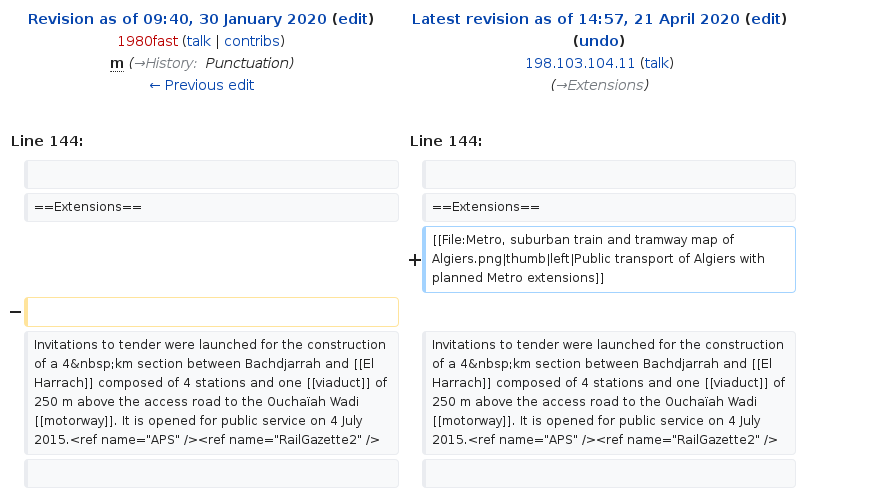 Revision as of 09:40, 30 January 2020 (edit)
1980fast (talk | contribs)
m (→History: Punctuation)
← Previous edit
Latest revision as of 14:57, 21 April 2020 (edit)
(undo)
198.103.104.11 (talk)
(→Extensions)
Line 144:
Line 144:
==Extensions==
==Extensions==
+
[[File:Metro, suburban train and tramway map of
Algiers.png|thumb|left|Public transport of Algiers with
planned Metro extensions]]
−
Invitations to tender were launched for the construction
of a 4&nbsp;km section between Bachdjarrah and [[El
Harrach]] composed of 4 stations and one [[viaduct]] of
250 m above the access road to the Ouchaïah Wadi
[[motorway]]. It is opened for public service on 4 July
2015.<ref name="APS" /><ref name="RailGazette2" />
Invitations to tender were launched for the construction
of a 4&nbsp;km section between Bachdjarrah and [[El
Harrach]] composed of 4 stations and one [[viaduct]] of
250 m above the access road to the Ouchaïah Wadi
[[motorway]]. It is opened for public service on 4 July
2015.<ref name="APS" /><ref name="RailGazette2" />